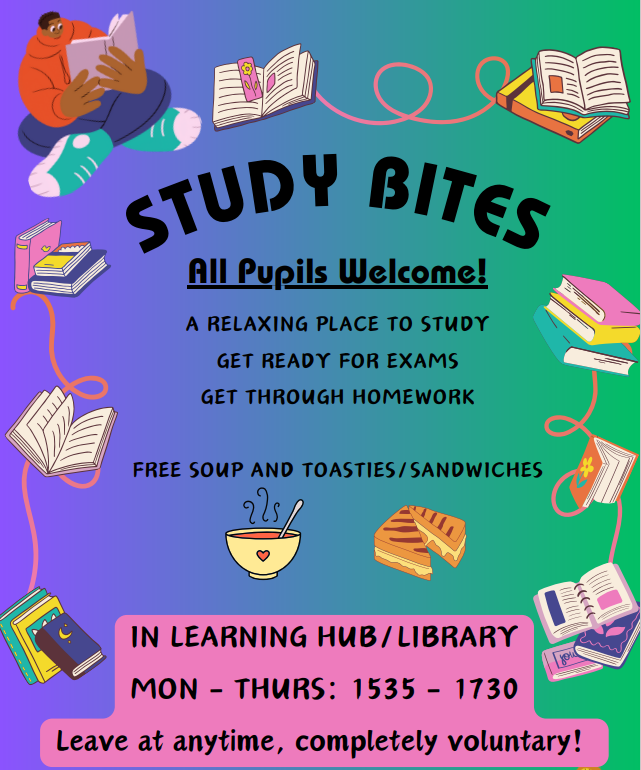 STUDY BITES
All Pupils Welcome!
A RELAXING PLACE TO STUDY
GET READY FOR EXAMS
GET THROUGH HOMEWORK
FREE SOUP AND TOASTIES/SANDWICHES
IN LEARNING HUB/LIBRARY
MON - THURS: 1535 - 1730
Leave at anytime, completely voluntary!